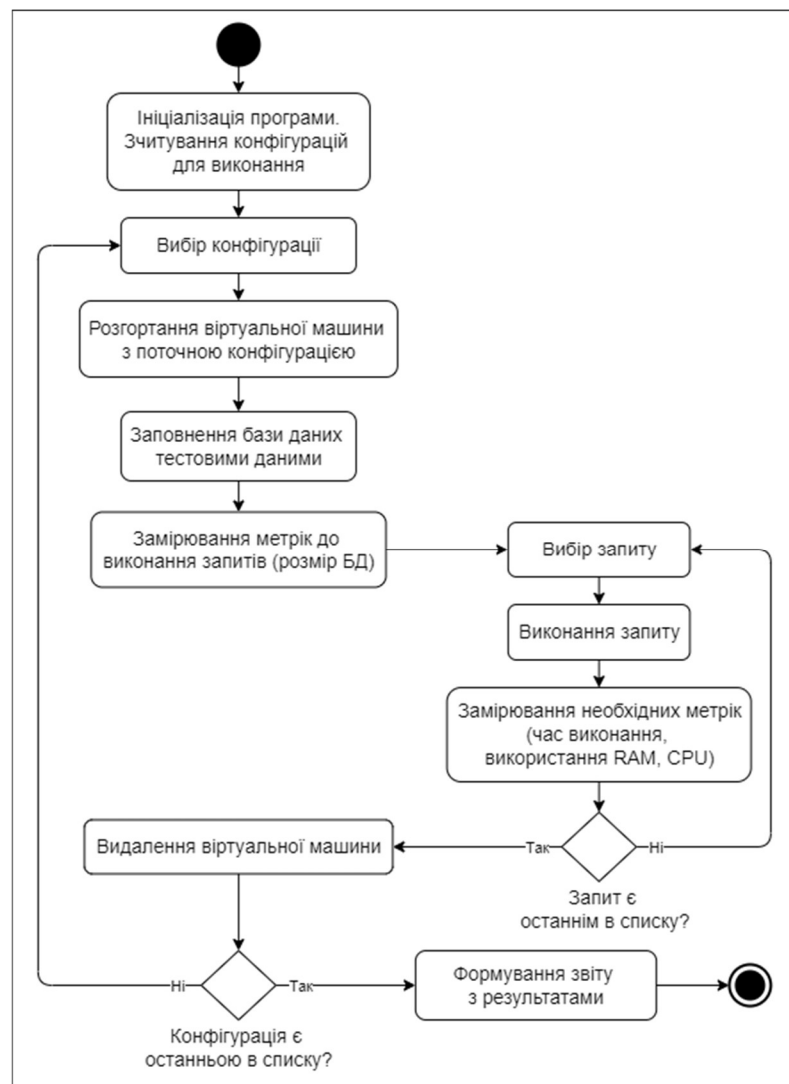 Ініціалізація програми.
Зчитування конфігурацій
для виконання
Вибір конфігурації
Розгортання віртуальної машини
з поточною конфігурацією
Заповнення бази даних
тестовими даними
Замірювання метрік до
виконання запитів (розмір БД)
Вибір запиту
Виконання запиту
Замірювання необхідних метрік
(час виконання,
використання RAM, CPU)
Так
Ні
Запит є
останнім в списку?
Видалення віртуальної машини
Ні
Так
Конфігурація є
останньою в списку?
Формування звіту
з результатами